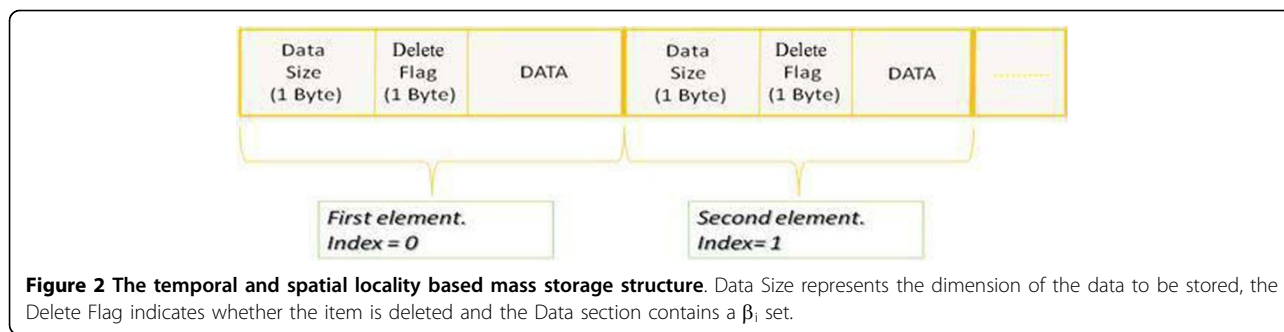 Data Size (1 Byte)
Delete Flag (1 Byte)
DATA
Data Size (1 Byte)
Delete Flag (1 Byte)
DATA
First element.
Index = 0
Second element.
Index= 1
Figure 2 The temporal and spatial locality based mass storage structure. Data Size represents the dimension of the data to be stored, the
Delete Flag indicates whether the item is deleted and the Data section contains a βi set.